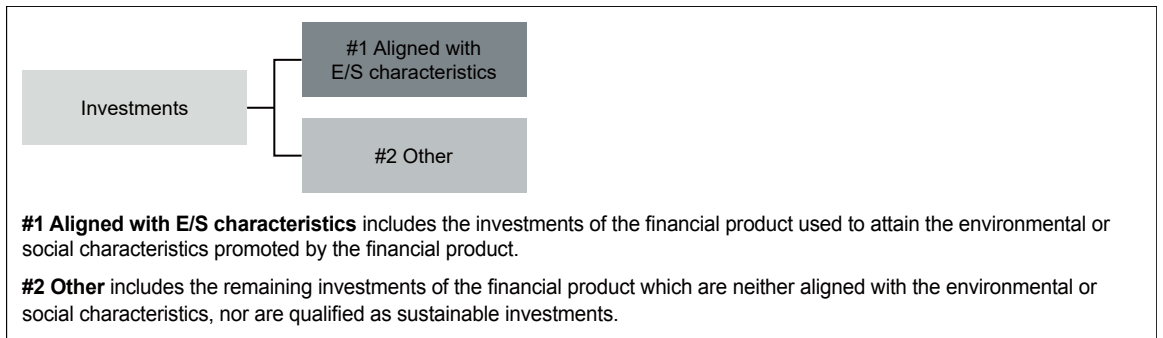 #1 Aligned with
E/S characteristics
Investments
#2 Other
#1 Aligned with E/S characteristics includes the investments of the financial product used to attain the environmental or
social characteristics promoted by the financial product.
#2 Other includes the remaining investments of the financial product which are neither aligned with the environmental or
social characteristics, nor are qualified as sustainable investments.